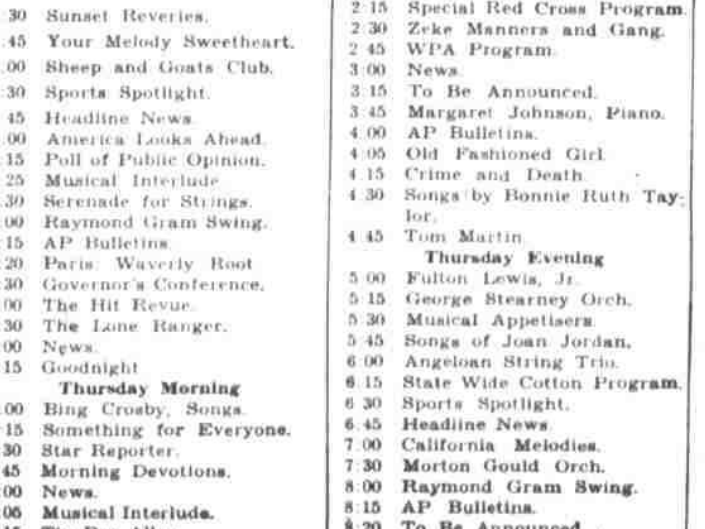 30 Sunset Reveries.
45 Your Melody Sweetheart.
00 Sheep and Goats Club.
30 Sports Spotlight.
45 Headline News.
00 America Looks Ahead.
15 Poll of Public Opinion.
25 Musical Interlude
30 Serenade for Strings.
00 Raymond Gram Swing.
15 AP Bulletins.
20 Paris: Waverly Root
30 Governor's Conference.
00 The Hit Revue.
30 The Lone Ranger.
00 News.
15 Goodnight
Thursday Morning
00 Bing Crosby, Songs.
15 Something for Everyone.
30 Star Reporter.
45 Morning Devotions.
00 News.
05 Musical Interlude.
2:15 Special Red Cross Program.
2:30 Zeke Manners and Gang.
2 45 WPA Program.
3:00 News.
3 15 To Be Announced.
3 45 Margaret Johnson, Piano.
4:00 AP Bulletins.
4 05 Old Fashioned Girl.
4 15 Crime and Death.
4 30 Songs by Bonnie Ruth Tay-
lor.
4 45 Tom Martin
Thursday Evening
5 00 Fulton Lewis, Jr.
5 15 George Stearney Orch.
5 30 Musical Appetisers.
5 45 Songs of Joan Jordan.
6 00 Angeloan String Trio.
6 15 State Wide Cotton Program.
6 30 Sports Spotlight.
6.45 Headline News
7:00 California Melodies.
7:30 Morton Gould Orch.
8:00 Raymond Gram Swing.
8:15 AP Bulletins.
8:20 To Be Announced